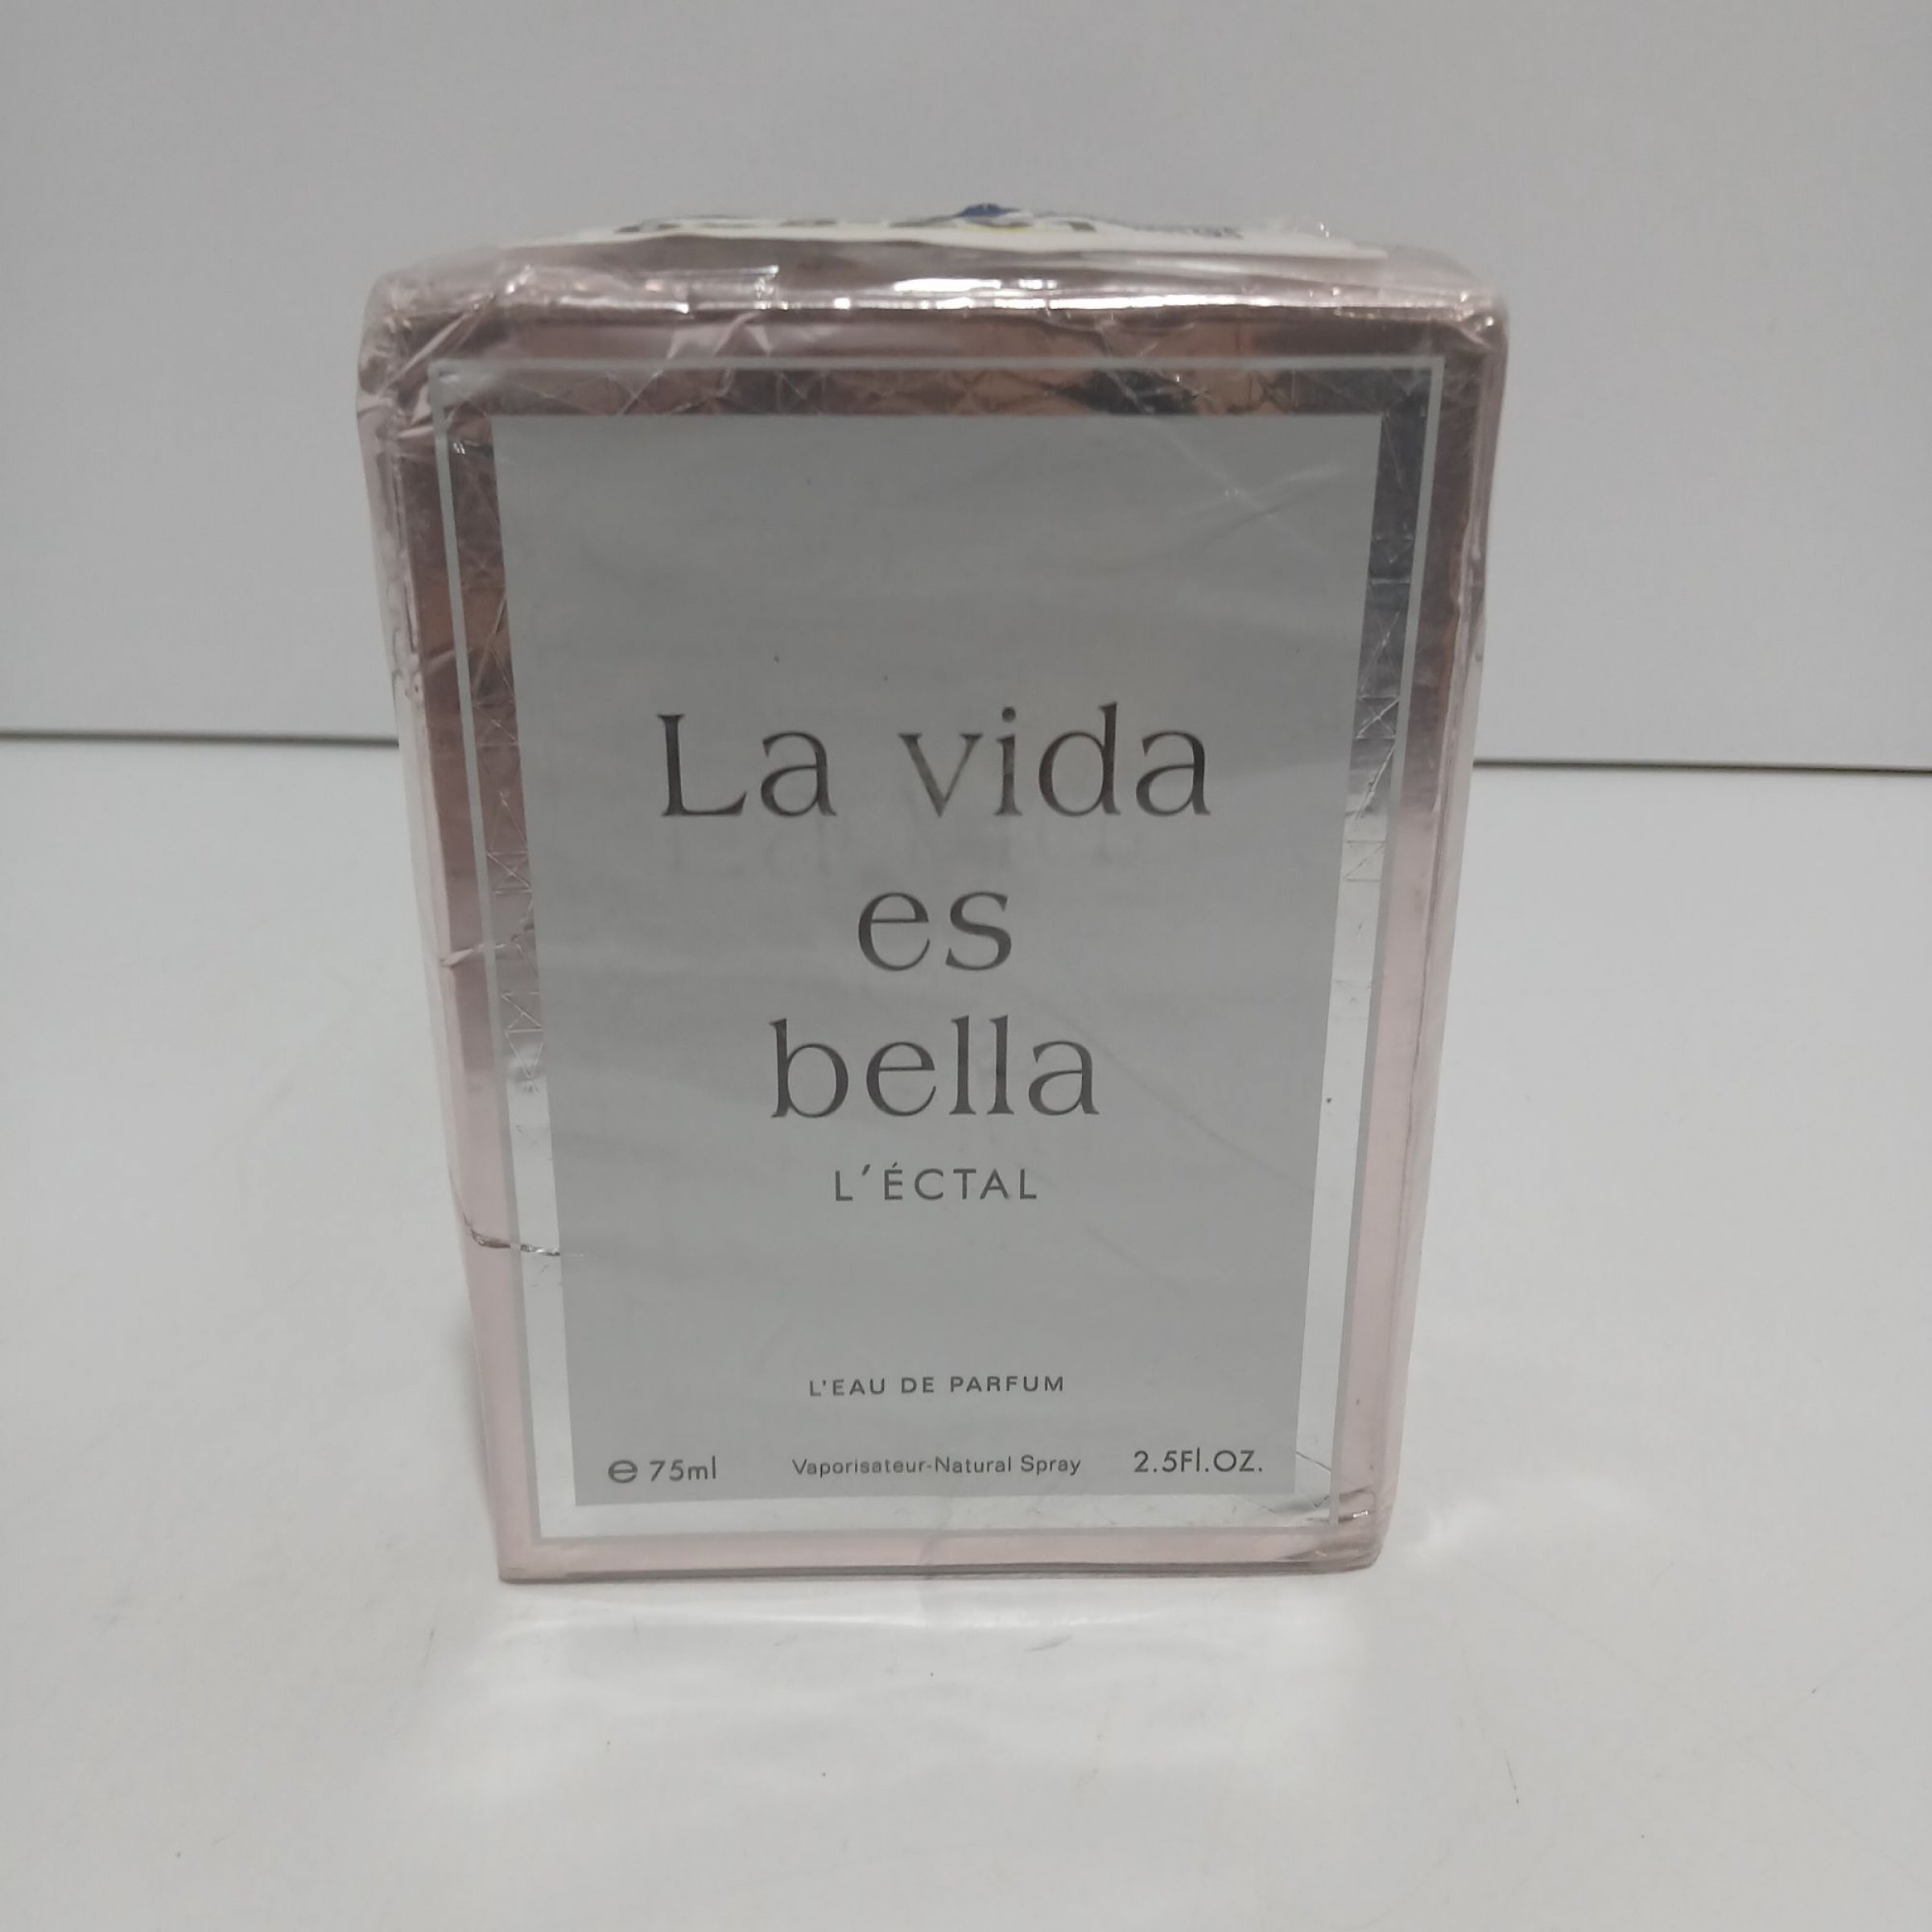 La vida
es
bella
L'ÉCTAL
L'EAU DE PARFUM
℮ 75ml Vaporisateur-Natural Spray 2.5Fl.OZ.